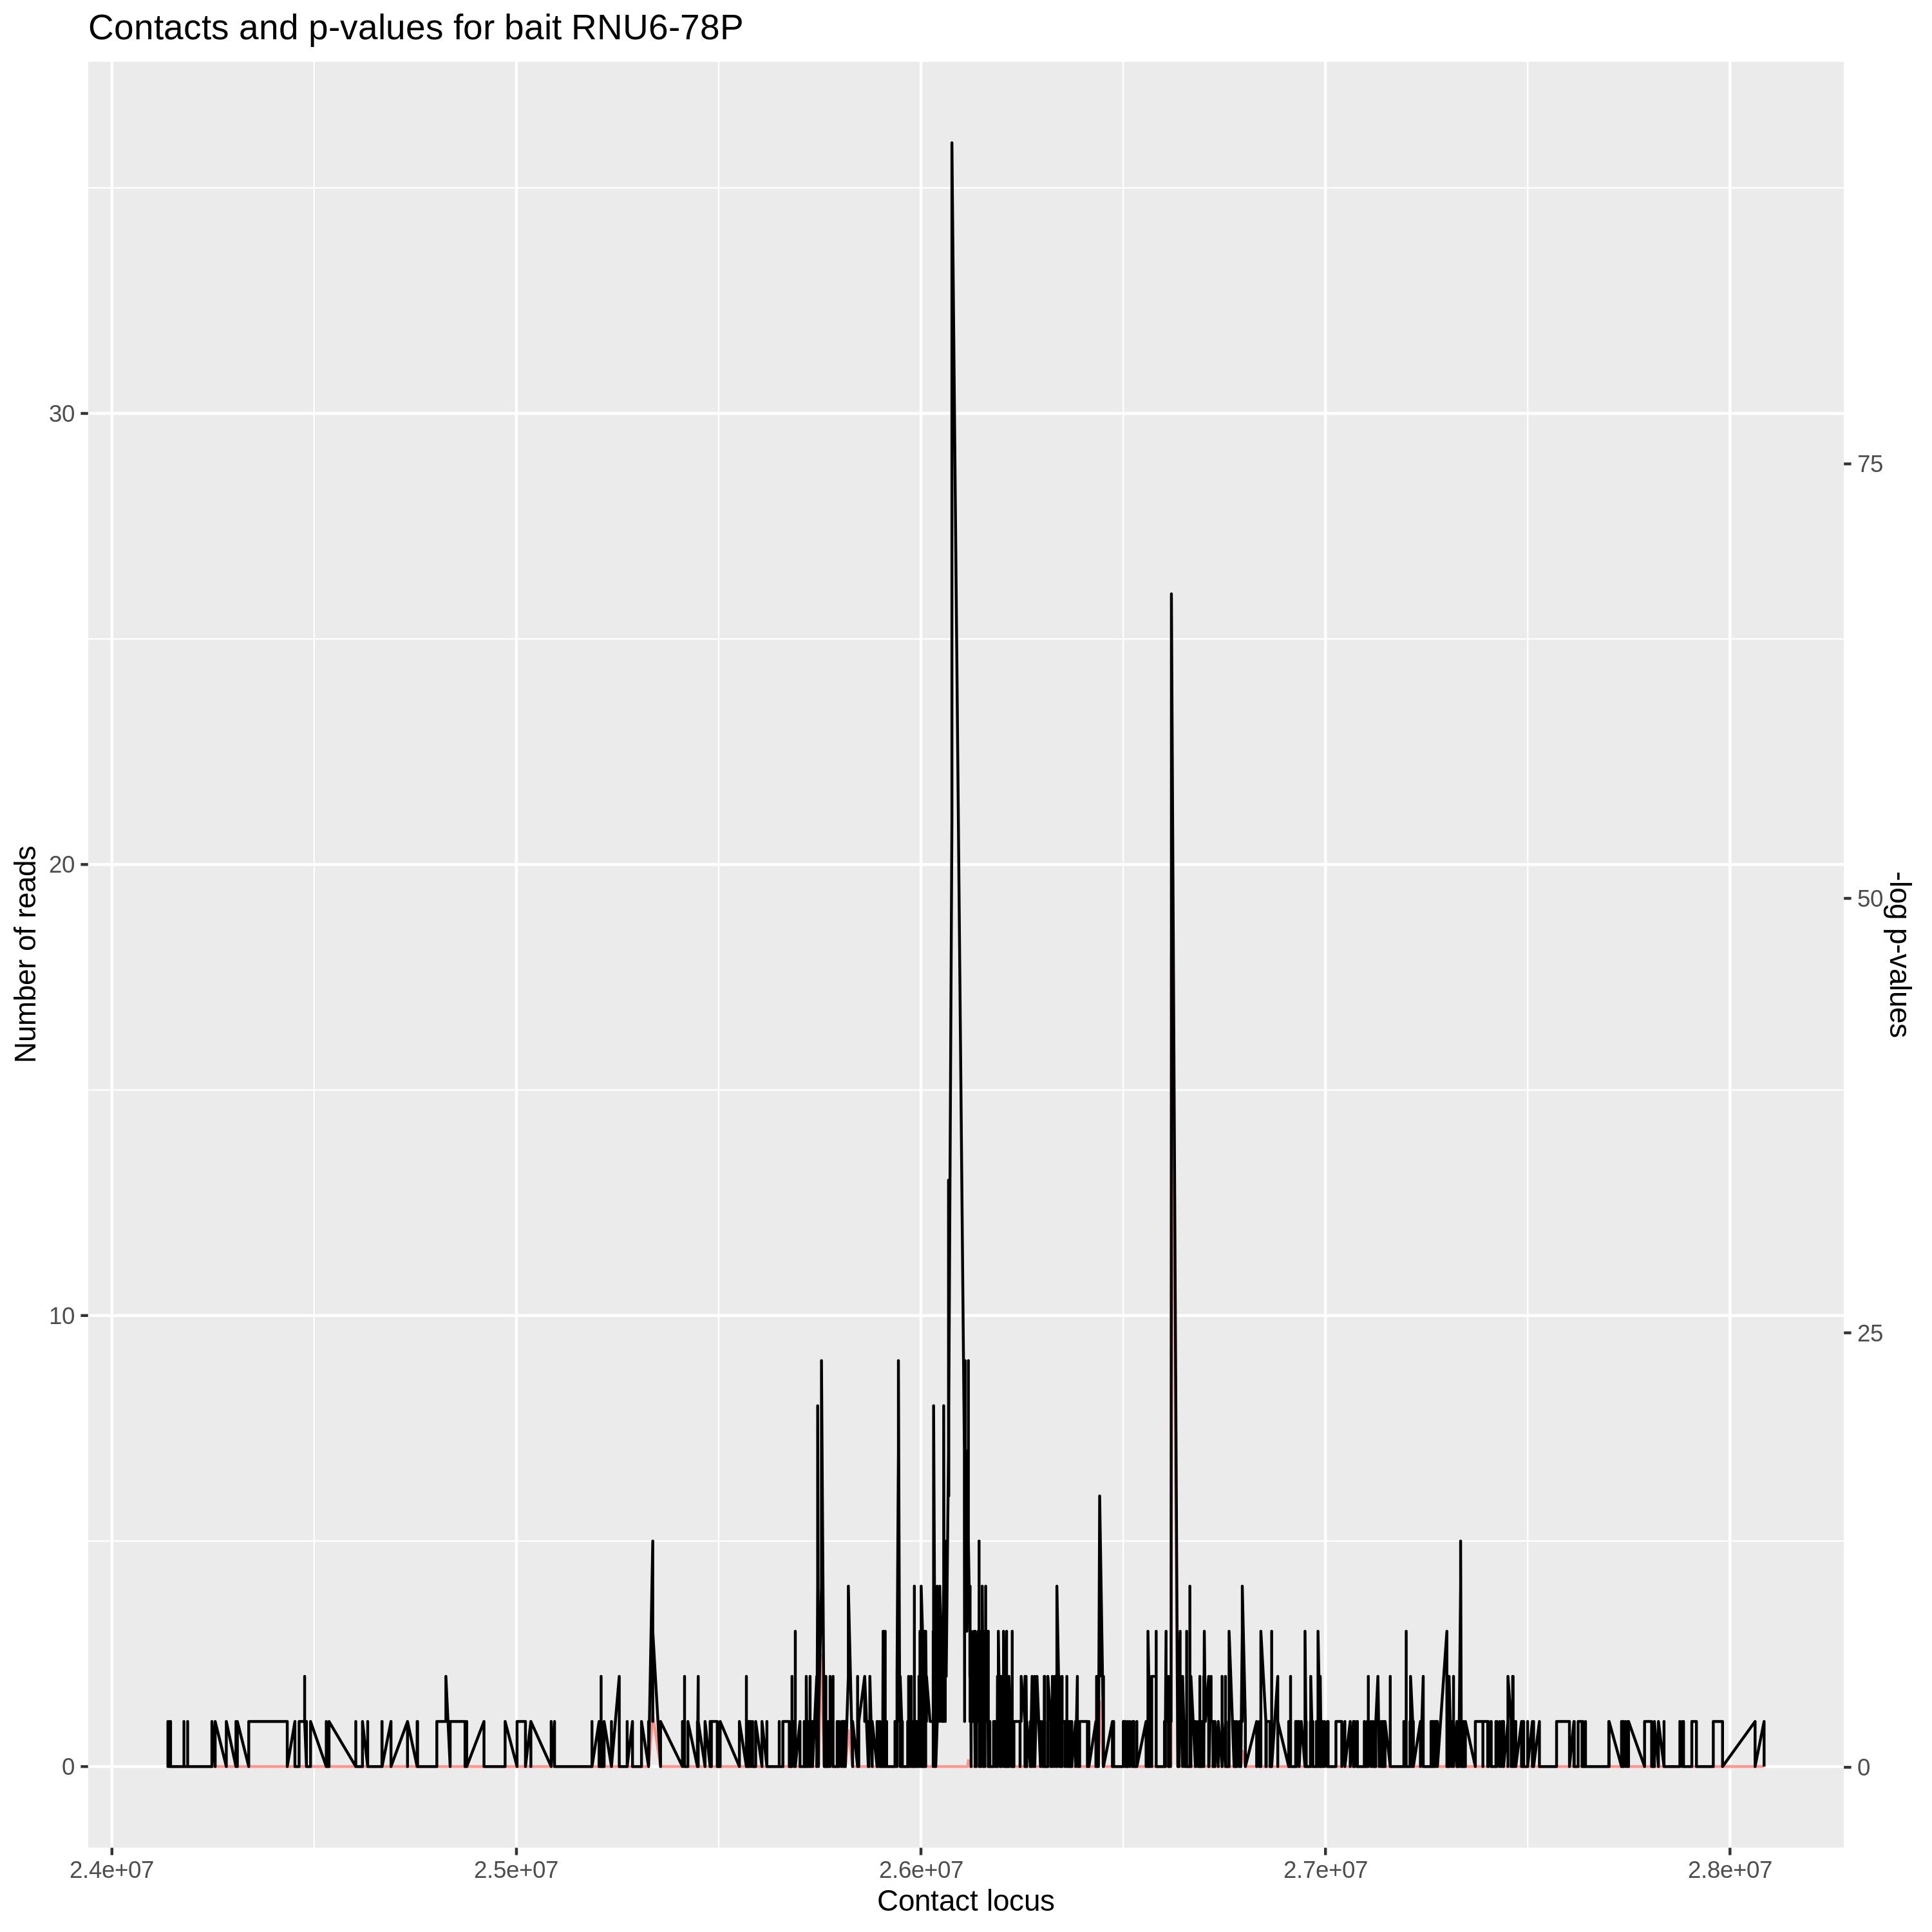 Contacts and p-values for bait RNU6-78P
30
20
10
0
Number of reads
75
50
25
0
-log p-values
2.4e+07 2.5e+07 2.6e+07 2.7e+07 2.8e+07
Contact locus